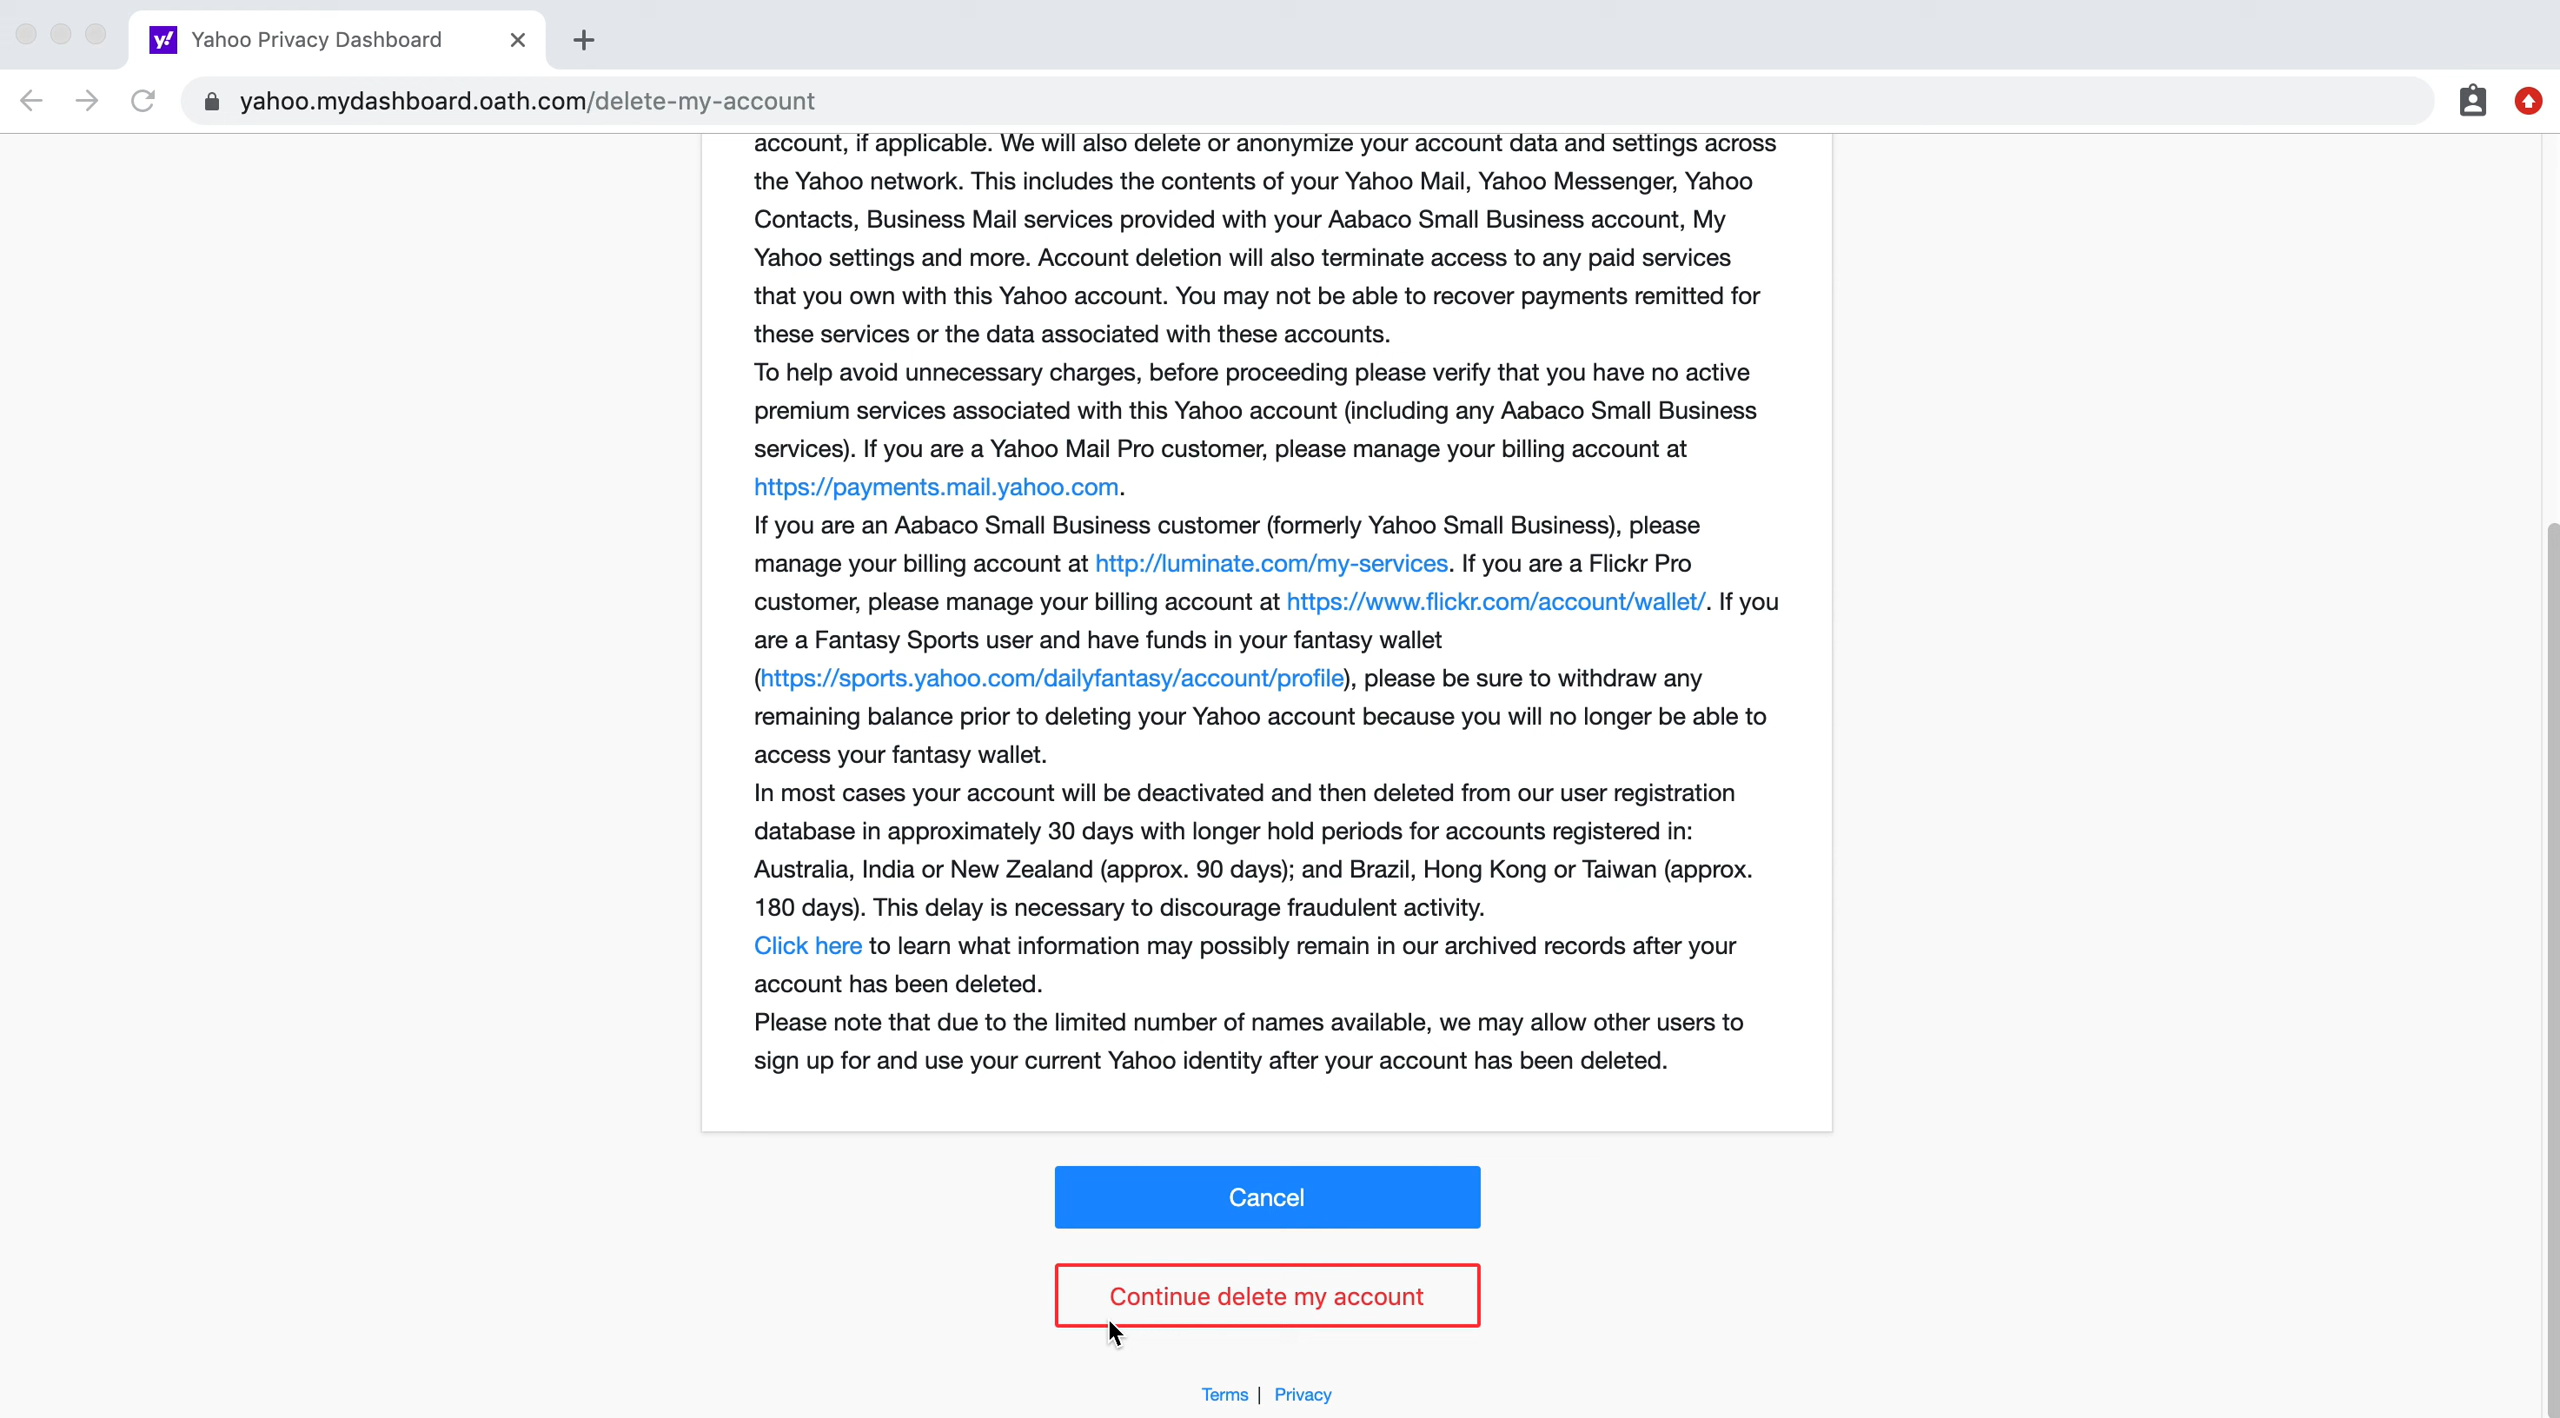 y!
Yahoo Privacy Dashboard
yahoo.mydashboard.oath.com/delete-my-account
account, if applicable. We will also delete or anonymize your account data and settings across
the Yahoo network. This includes the contents of your Yahoo Mail, Yahoo Messenger, Yahoo
Contacts, Business Mail services provided with your Aabaco Small Business account, My
Yahoo settings and more. Account deletion will also terminate access to any paid services
that you own with this Yahoo account. You may not be able to recover payments remitted for
these services or the data associated with these accounts.
To help avoid unnecessary charges, before proceeding please verify that you have no active
premium services associated with this Yahoo account (including any Aabaco Small Business
services). If you are a Yahoo Mail Pro customer, please manage your billing account at
https://payments.mail.yahoo.com.
If you are an Aabaco Small Business customer (formerly Yahoo Small Business), please
manage your billing account at http://luminate.com/my-services. If you are a Flickr Pro
customer, please manage your billing account at https://www.flickr.com/account/wallet/. If you
are a Fantasy Sports user and have funds in your fantasy wallet
(https://sports.yahoo.com/dailyfantasy/account/profile), please be sure to withdraw any
remaining balance prior to deleting your Yahoo account because you will no longer be able to
access your fantasy wallet.
In most cases your account will be deactivated and then deleted from our user registration
database in approximately 30 days with longer hold periods for accounts registered in:
Australia, India or New Zealand (approx. 90 days); and Brazil, Hong Kong or Taiwan (approx.
180 days). This delay is necessary to discourage fraudulent activity.
Click here to learn what information may possibly remain in our archived records after your
account has been deleted.
Please note that due to the limited number of names available, we may allow other users to
sign up for and use your current Yahoo identity after your account has been deleted.
Cancel
Continue delete my account
Terms | Privacy